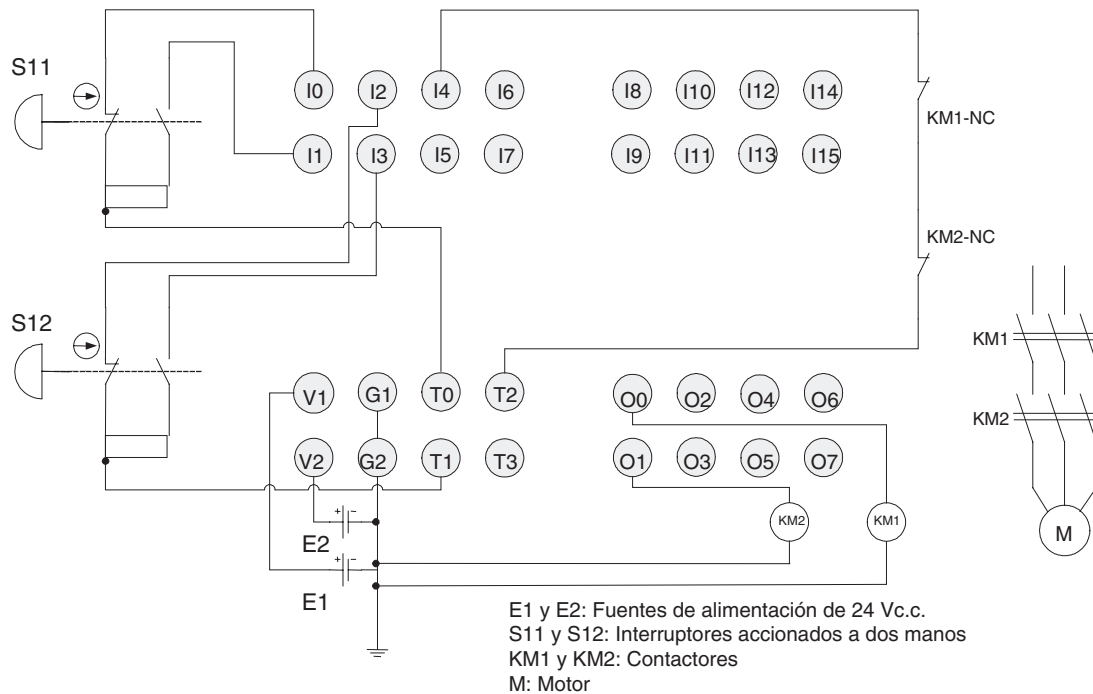 S11
I0 I2 I4 I6 I8 I10 I12 I14
KM1-NC
I1 I3 I5 I7 I9 I11 I13 I15
KM2-NC
S12
KM1
V1 G1 T0 T2 O0 O2 O4 O6
KM2
V2 G2 T1 T3 O1 O3 O5 O7
+ -
KM2 KM1
M
E2
+ -
E1
E1 y E2: Fuentes de alimentación de 24 Vc.c.
S11 y S12: Interruptores accionados a dos manos
KM1 y KM2: Contactores
M: Motor